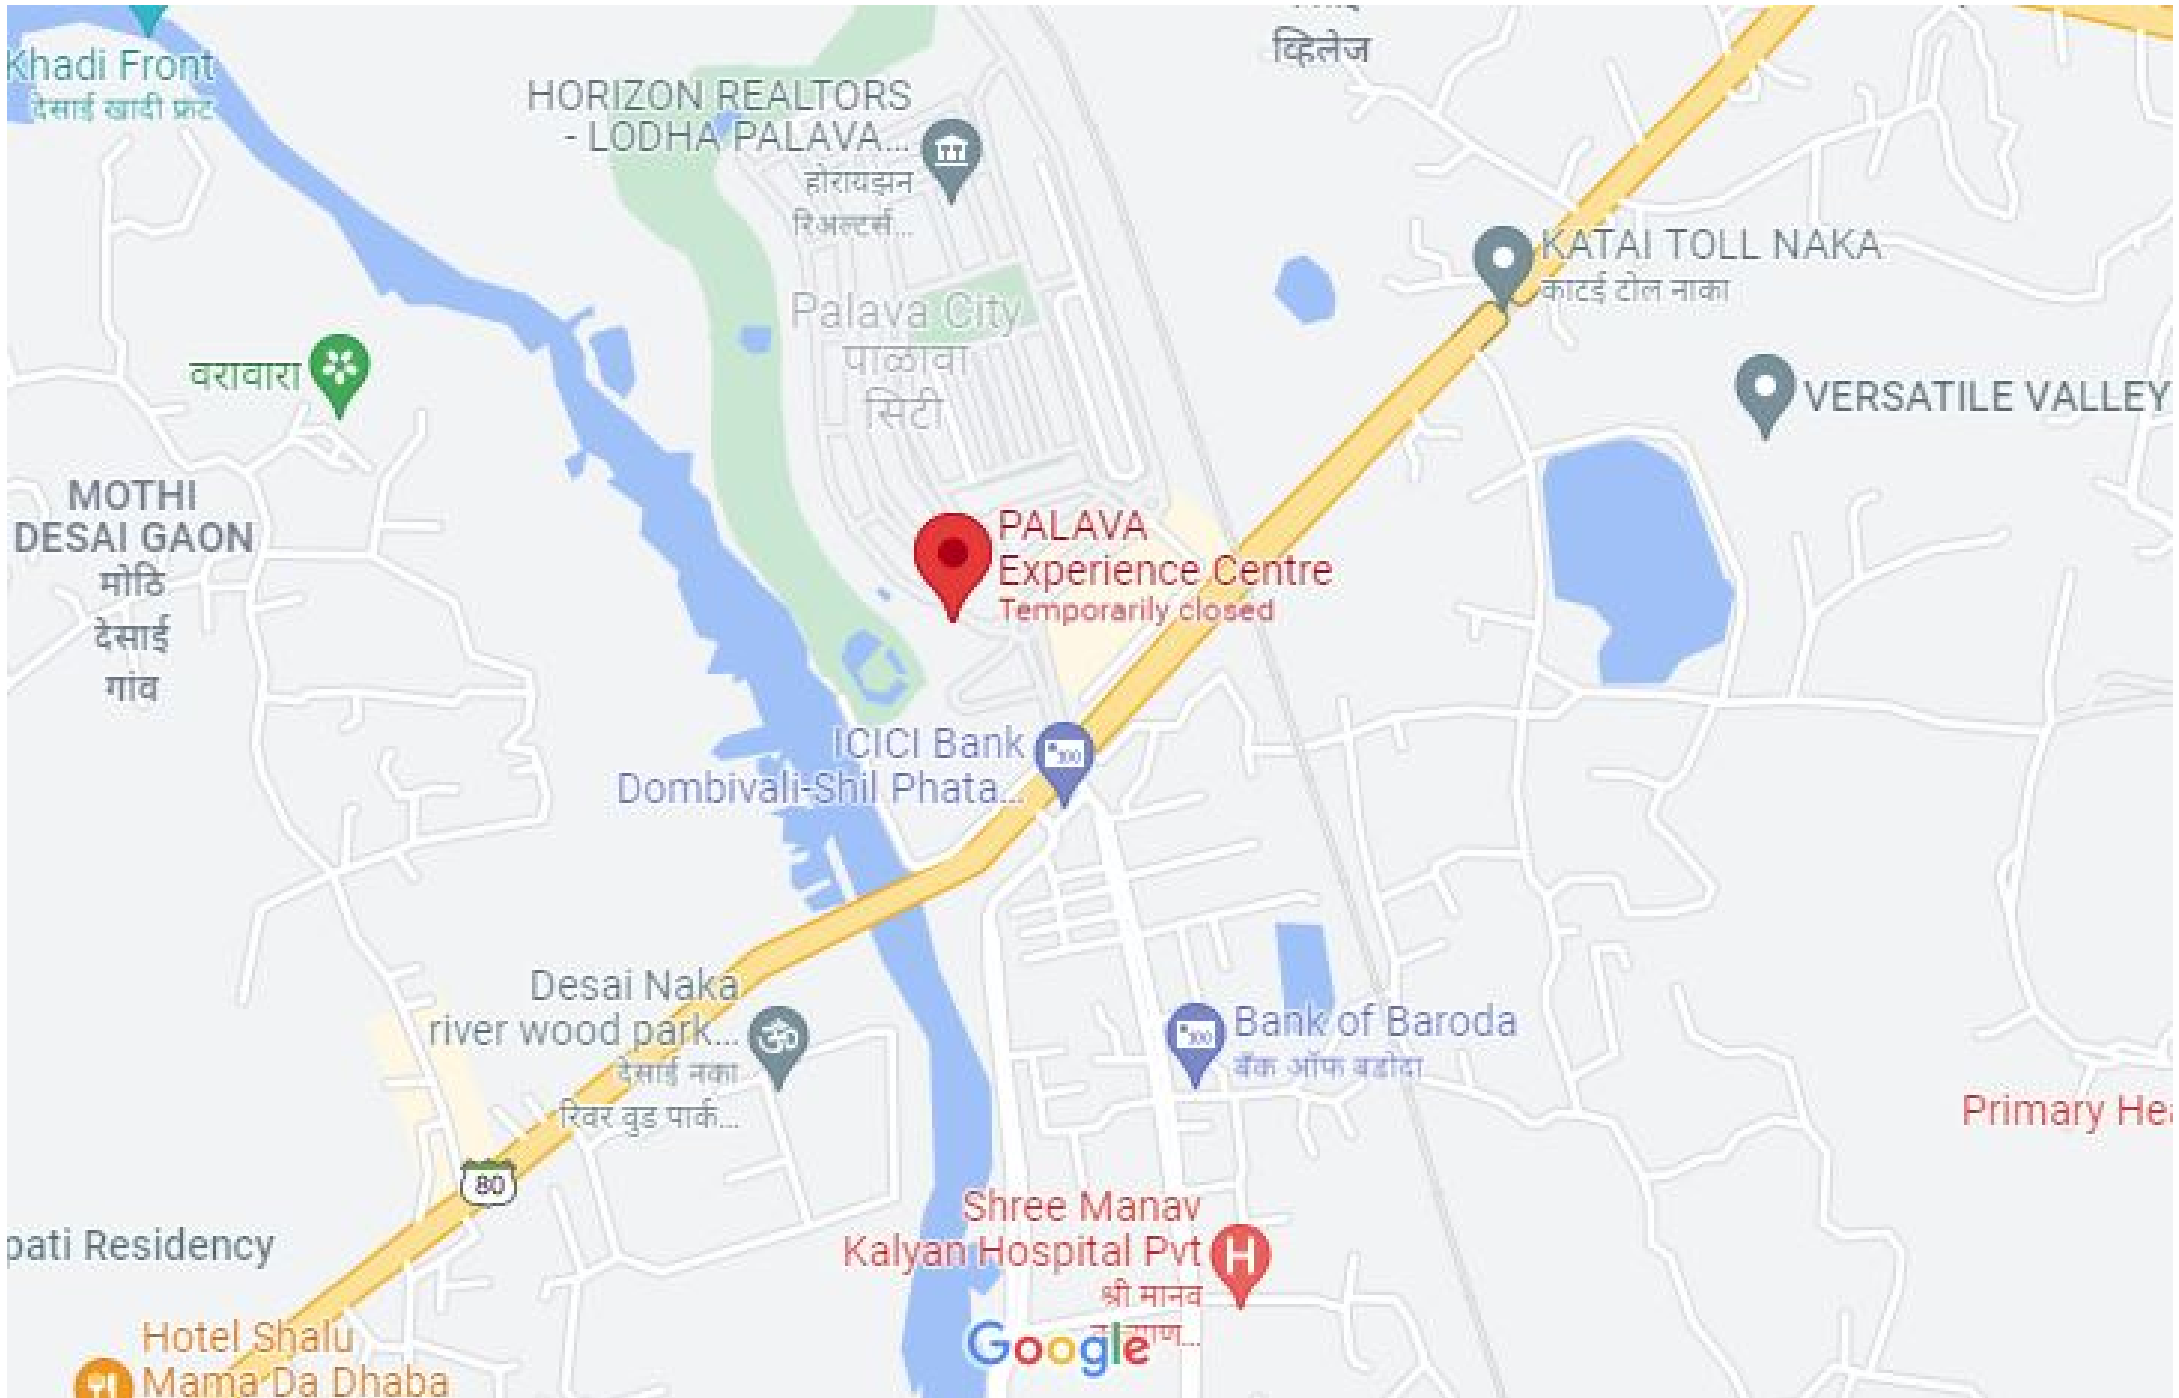 Khadi Front
देसाई खादी फ्रंट
व्हिलेज
HORIZON REALTORS
- LODHA PALAVA...
होरायझन
रिअल्टर्स...
KATAI TOLL NAKA
काटई टोल नाका
Palava City
पाळावा
सिटी
वरावारा
VERSATILE VALLEY
MOTHI
DESAI GAON
मोठि
देसाई
गांव
PALAVA
Experience Centre
Temporarily closed
ICICI Bank
Dombivali-Shil Phata...
Desai Naka
river wood park...
देसाई नका
रिवर वुड पार्क...
Bank of Baroda
बँक ऑफ बडोदा
Primary Hea
80
Shree Manav
Kalyan Hospital Pvt
श्री मानव
pati Residency
Hotel Shalu
Mama Da Dhaba
Google